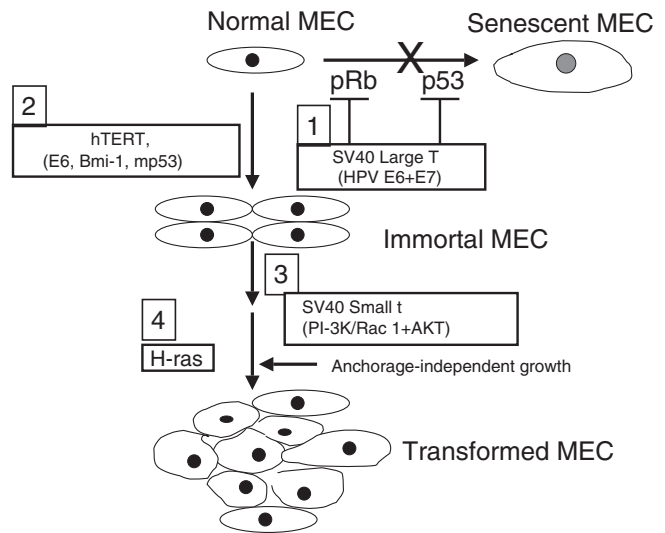 Normal MEC
Senescent MEC
X
pRb
p53
2
hTERT,
(E6, Bmi-1, mp53)
1
SV40 Large T
(HPV E6+E7)
Immortal MEC
3
SV40 Small t
(PI-3K/Rac 1+AKT)
4
H-ras
Anchorage-independent growth
Transformed MEC